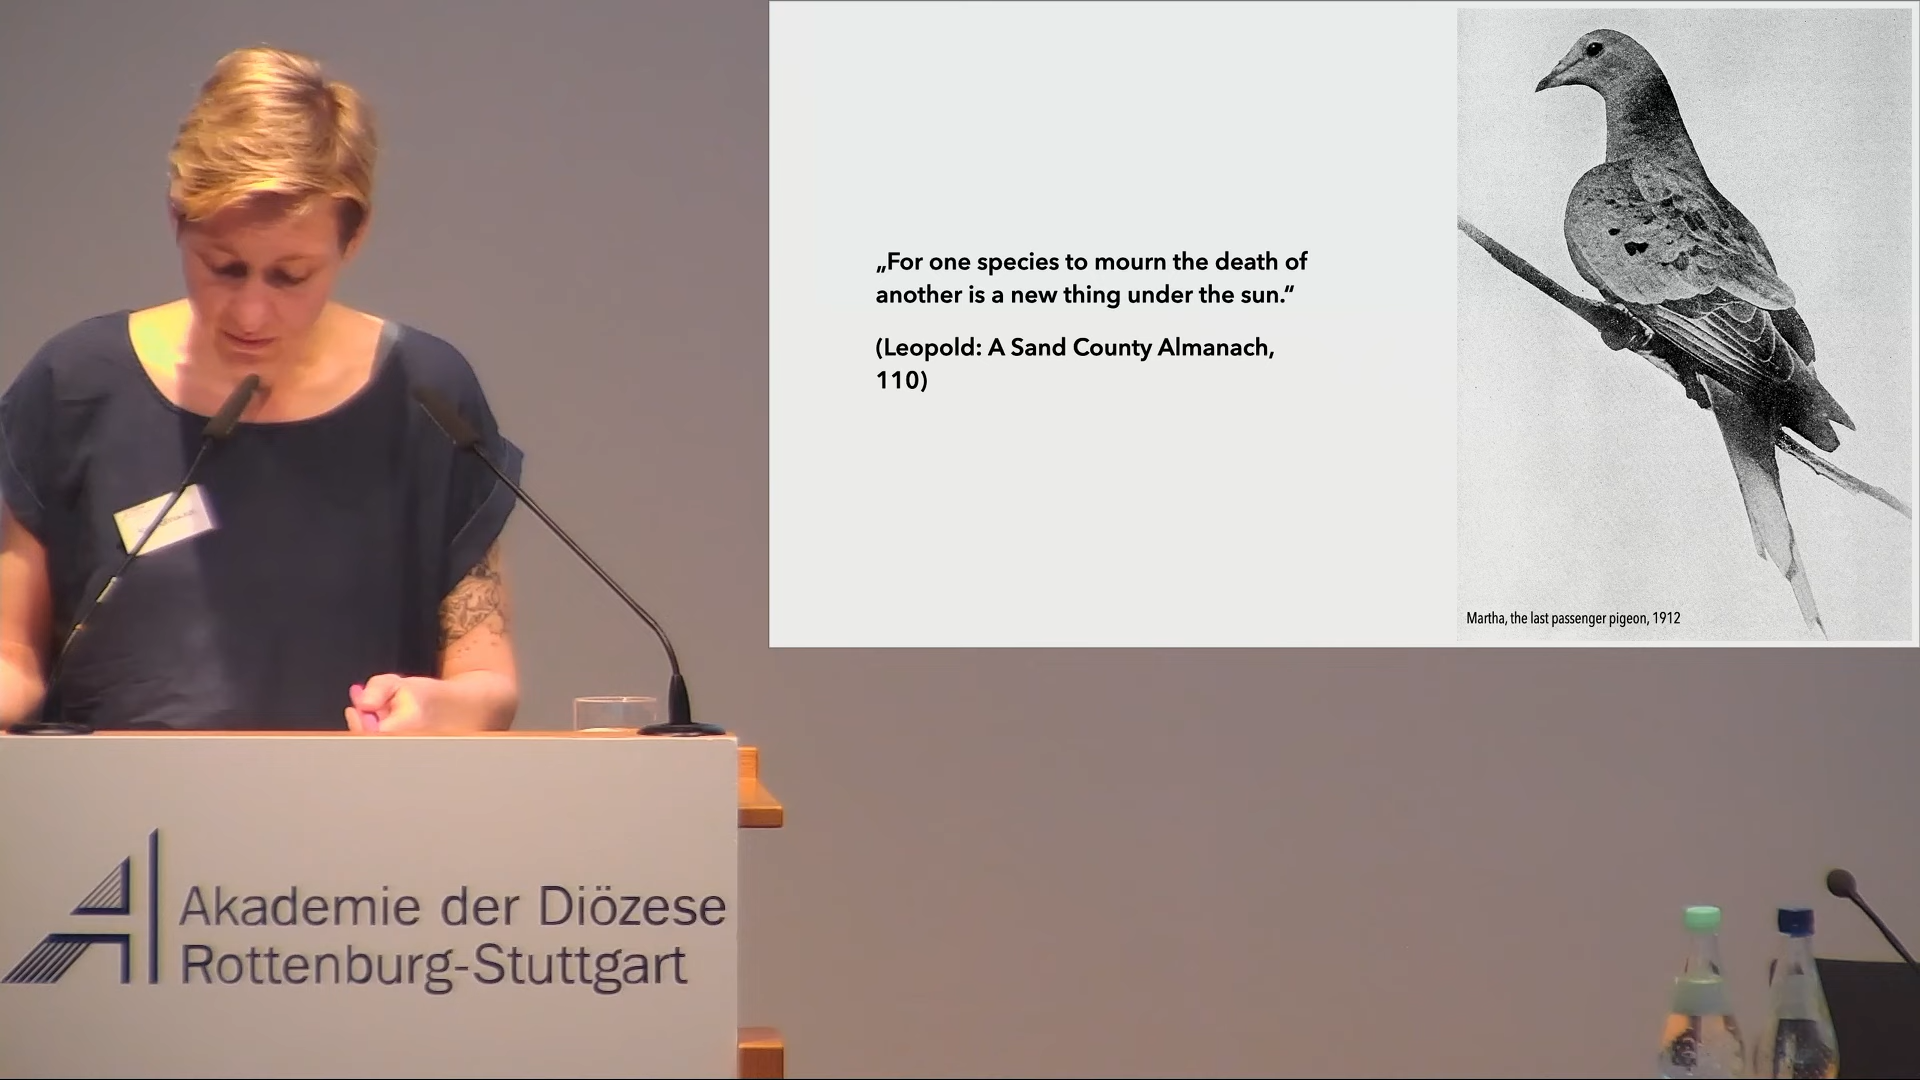 „For one species to mourn the death of
another is a new thing under the sun.”
(Leopold: A Sand County Almanach,
110)
Martha, the last passenger pigeon, 1912
Akademie der Diözese
Rottenburg-Stuttgart